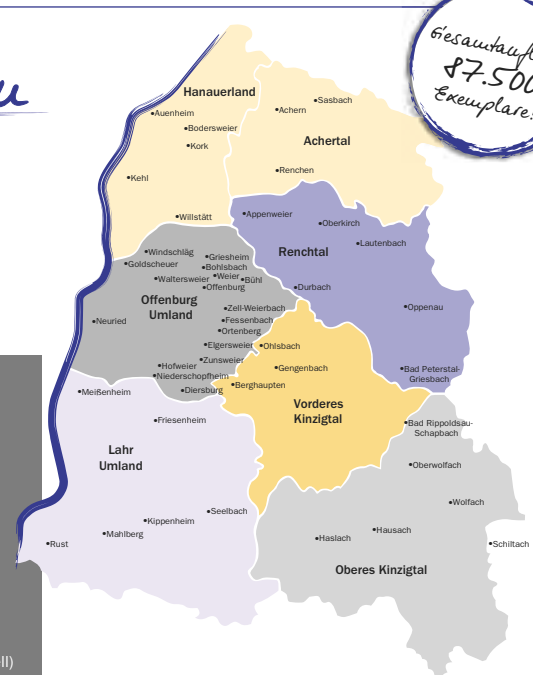 Gesamtaufl
87.500
Exemplare
Hanauerland
Sasbach
Achern
Auenheim
Bodersweier
Achertal
Kork
Renchen
Kehl
Willstätt
Appenweier
Oberkirch
Lautenbach
Renchtal
Windschläg
Griesheim
Goldscheuer
Bohlsbach
Waltersweier
Weier
Bühl
Offenburg
Durbach
Offenburg
Umland
Zell-Weierbach
Oppenau
Neuried
Fessenbach
Ortenberg
Elgersweier
Ohlsbach
Zunsweier
Hofweier
Gengenbach
Bad Peterstal-
Griesbach
Niederschopfheim
Berghaupten
Diersburg
Meißenheim
Vorderes
Kinzigtal
Friesenheim
Bad Rippoldsau-
Schapbach
Lahr
Umland
Oberwolfach
Wolfach
Seelbach
Kippenheim
Hausach
Mahlberg
Haslach
Rust
Schiltach
Oberes Kinzigtal
ll)